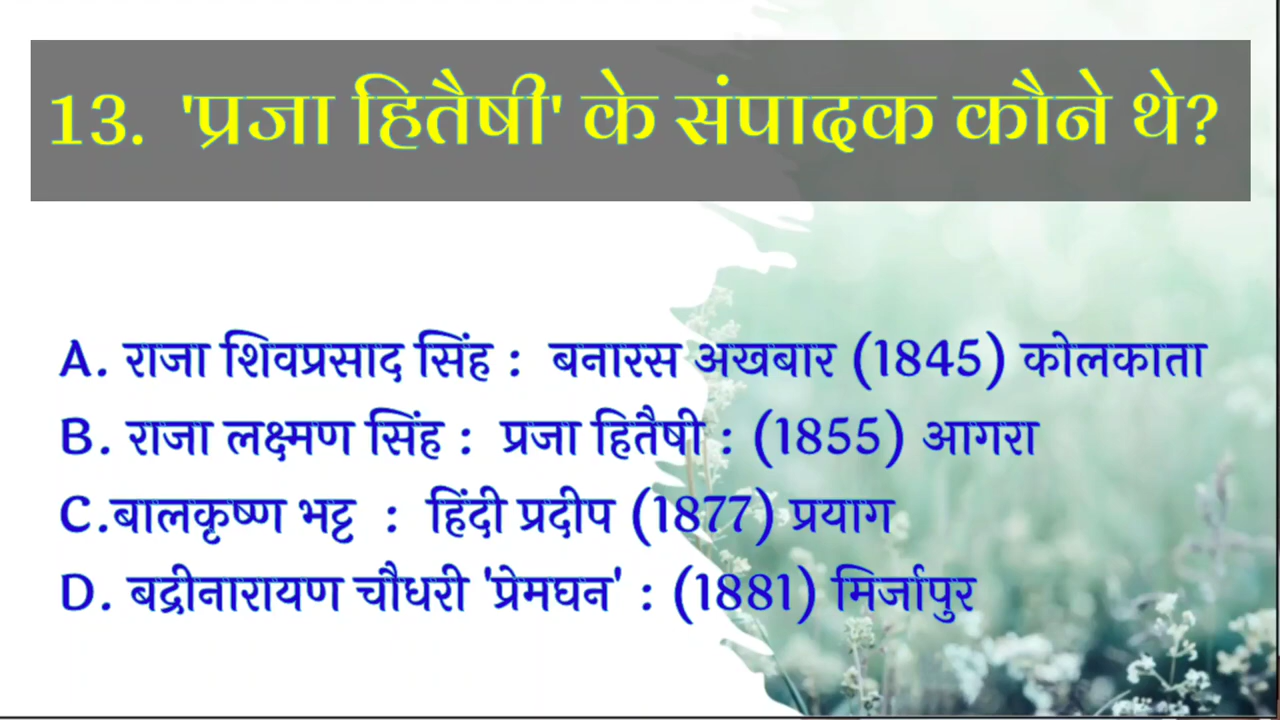 13. 'प्रजा हितैषी' के संपादक कौने थे?
A. राजा शिवप्रसाद सिंह : बनारस अखबार (1845) कोलकाता
B. राजा लक्ष्मण सिंह : प्रजा हितैषी : (1855) आगरा
C.बालकृष्ण भट्ट : हिंदी प्रदीप (1877) प्रयाग
D. बद्रीनारायण चौधरी 'प्रेमघन' : (1881) मिर्जापुर